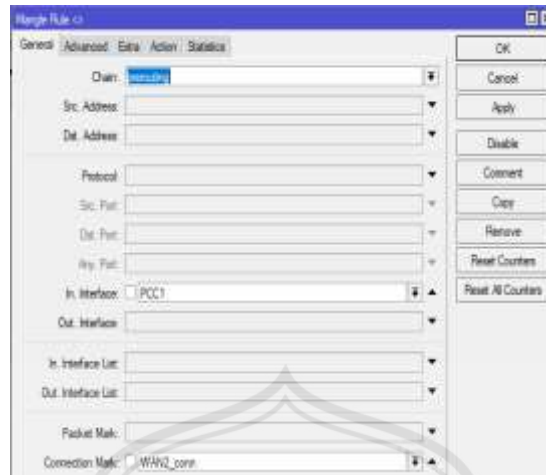 Mangle Rule <>
General Advanced Extra Action Statistics
OK
Chain: prerouting
Cancel
Src. Address:
Apply
Dst. Address:
Disable
Protocol:
Comment
Src. Port:
Copy
Dst. Port:
Remove
Any. Port:
Reset Counters
In. Interface: PCC1
Reset All Counters
Out. Interface:
In. Interface List:
Out. Interface List:
Packet Mark:
Connection Mark: WAN2_conn